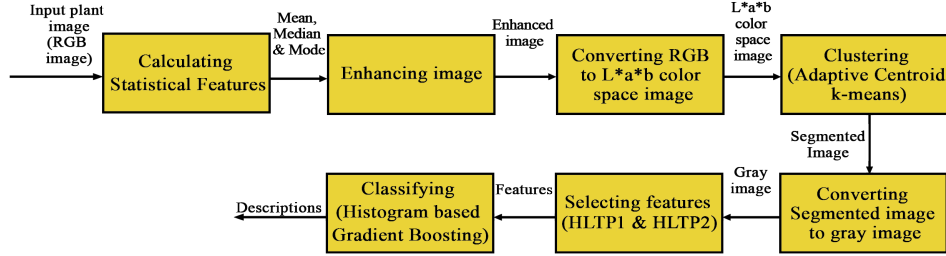 Input plant
image
(RGB
image)
Calculating
Statistical Features
Mean,
Median
& Mode
Enhancing image
Enhanced
image
Converting RGB
to L*a*b color
space image
L*a*b
color
space
image
Clustering
(Adaptive Centroid
k-means)
Segmented
Image
Converting
Segmented image
to gray image
Gray
image
Selecting features
(HLTP1 & HLTP2)
Features
Classifying
(Histogram based
Gradient Boosting)
Descriptions